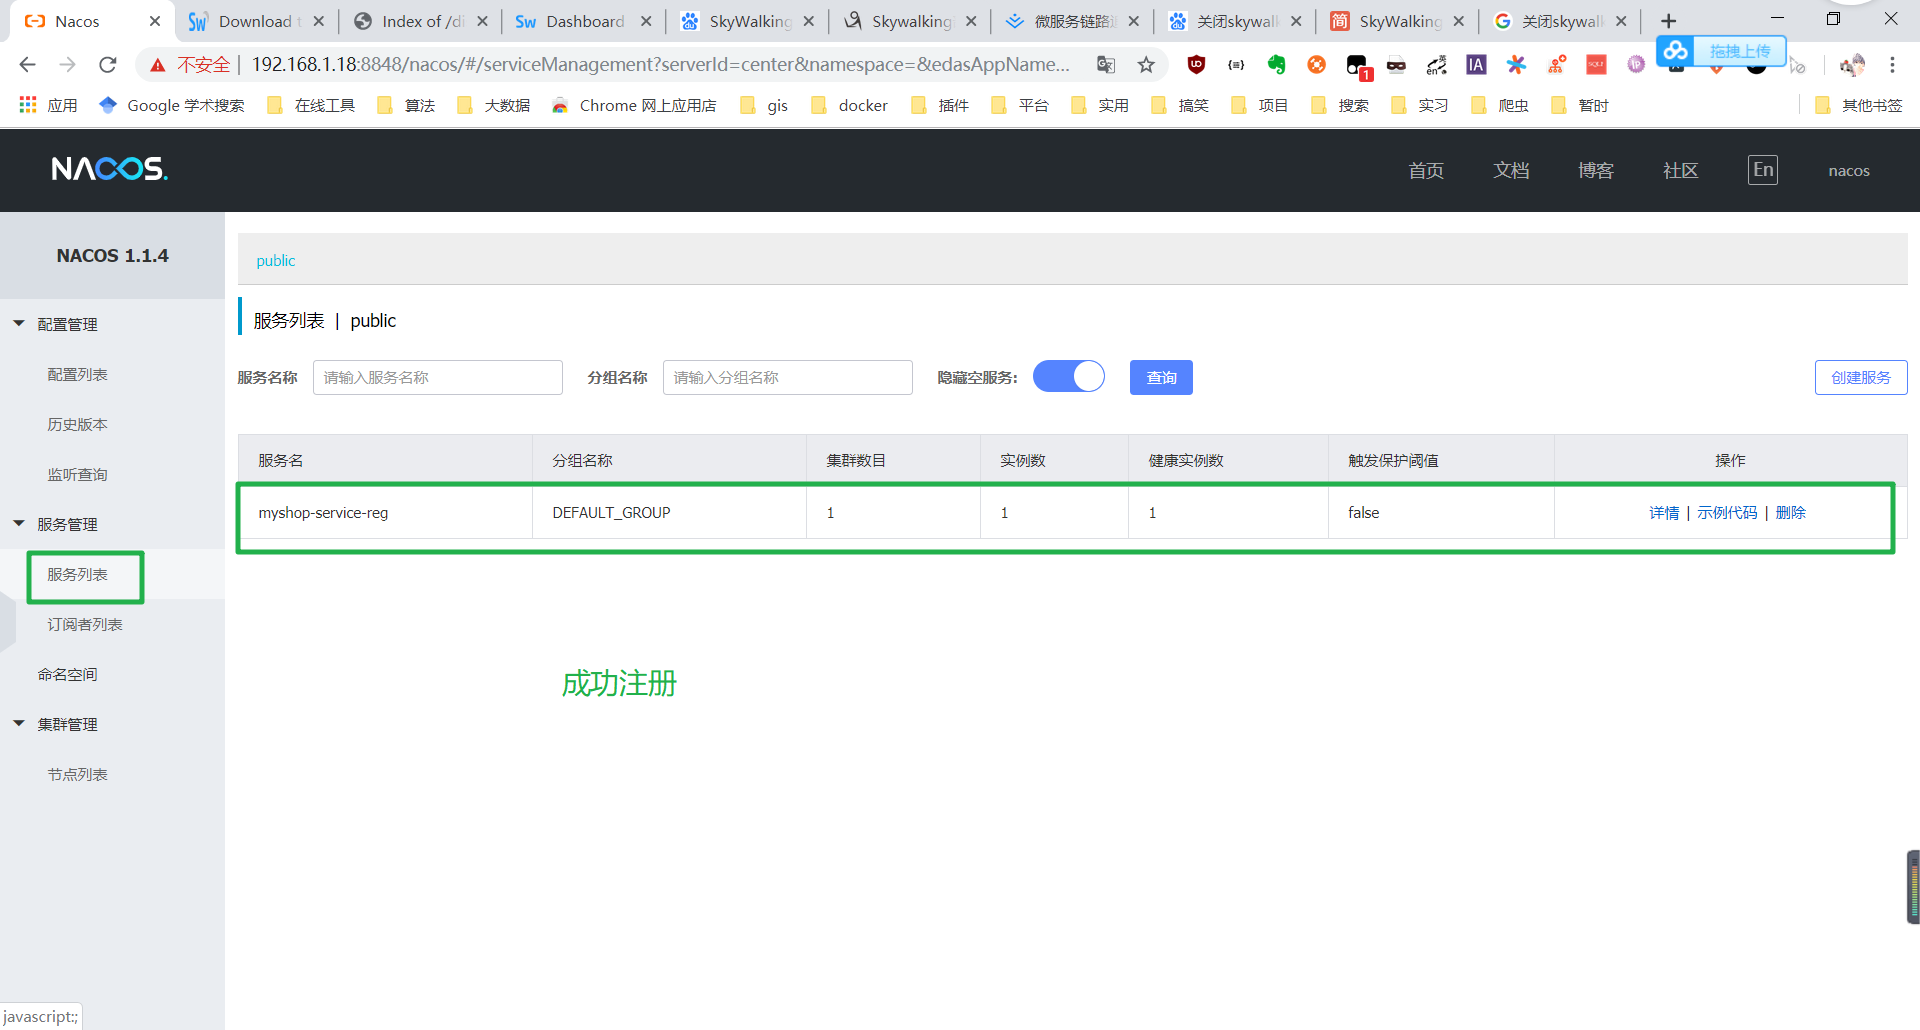 Nacos
Download t
Index of /di
Dashboard
SkyWalking
Skywalking
微服务链路追
关闭skywalk
SkyWalking
关闭skywalk
拖拽上传
不安全 192.168.1.18:8848/nacos/#/serviceManagement?serverId=center&namespace=&edasAppName...
应用 Google 学术搜索 在线工具 算法 大数据 Chrome 网上应用店 gis docker 插件 平台 实用 搞笑 项目 搜索 实习 爬虫 暂时 其他书签
NACOS.
首页 文档 博客 社区 En nacos
NACOS 1.1.4
配置管理
配置列表
历史版本
监听查询
服务管理
服务列表
订阅者列表
命名空间
集群管理
节点列表
public
服务列表 | public
服务名称 请输入服务名称 分组名称 请输入分组名称 隐藏空服务: 查询 创建服务
服务名 分组名称 集群数目 实例数 健康实例数 触发保护阈值 操作
myshop-service-reg DEFAULT_GROUP 1 1 1 false 详情 | 示例代码 | 删除
成功注册
javascript:;